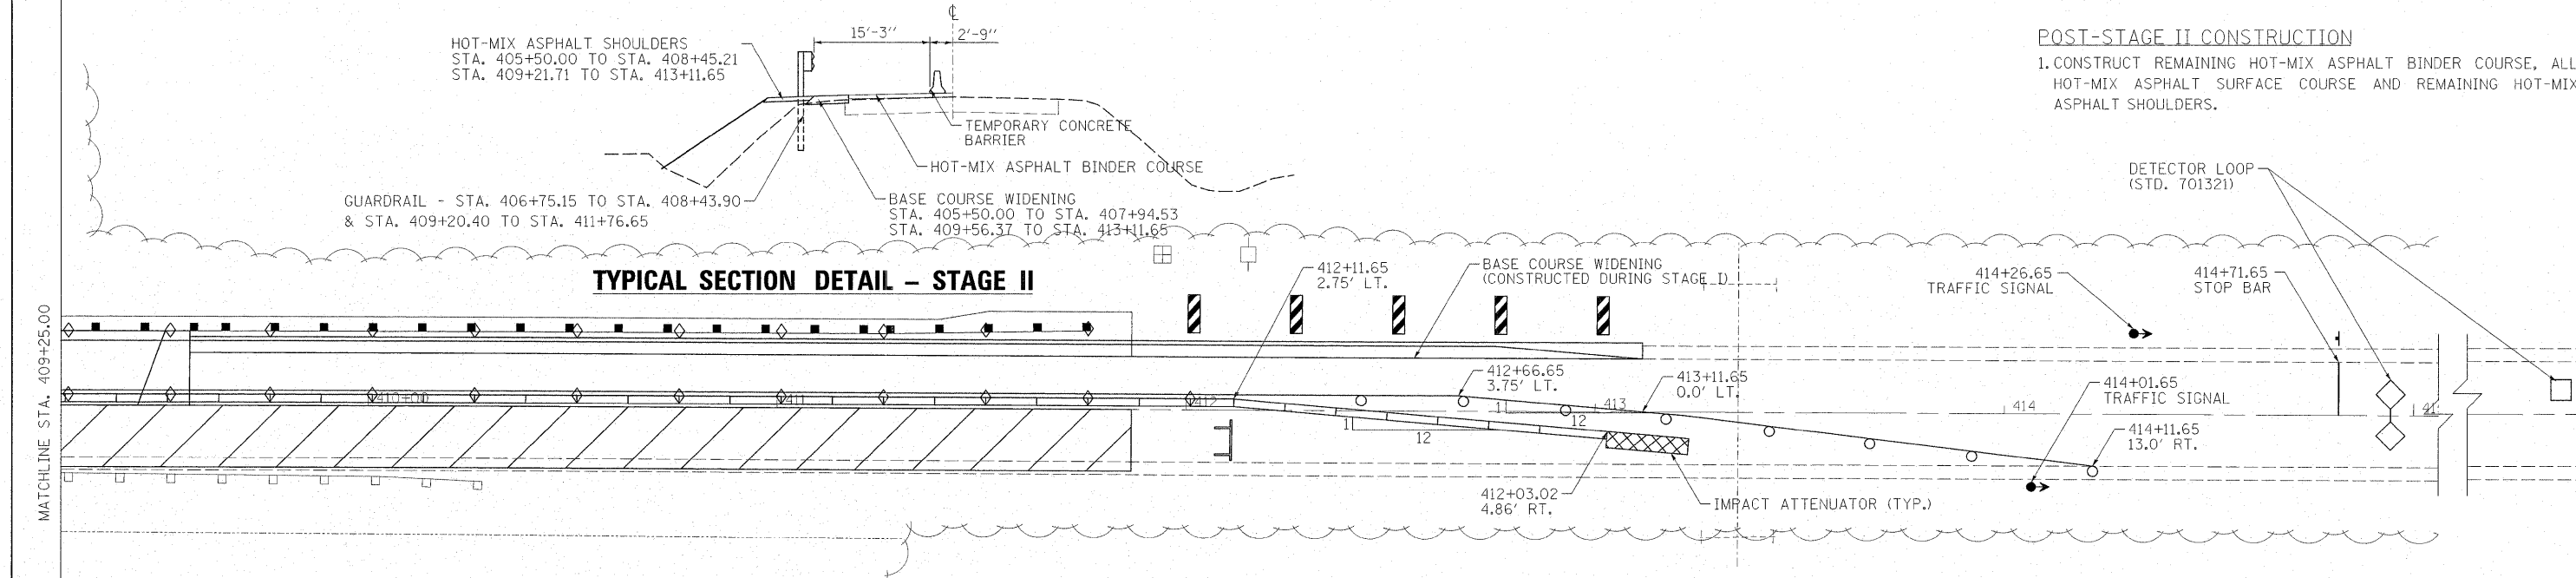 ℄
15'-3"
2'-9"
HOT-MIX ASPHALT SHOULDERS
STA. 405+50.00 TO STA. 408+45.21
STA. 409+21.71 TO STA. 413+11.65
TEMPORARY CONCRETE
BARRIER
HOT-MIX ASPHALT BINDER COURSE
GUARDRAIL - STA. 406+75.15 TO STA. 408+43.90
& STA. 409+20.40 TO STA. 411+76.65
BASE COURSE WIDENING
STA. 405+50.00 TO STA. 407+94.53
STA. 409+56.37 TO STA. 413+11.65
TYPICAL SECTION DETAIL – STAGE II
POST-STAGE II CONSTRUCTION
1. CONSTRUCT REMAINING HOT-MIX ASPHALT BINDER COURSE, ALL
HOT-MIX ASPHALT SURFACE COURSE AND REMAINING HOT-MIX
ASPHALT SHOULDERS.
DETECTOR LOOP
(STD. 701321)
412+11.65
2.75' LT.
BASE COURSE WIDENING
(CONSTRUCTED DURING STAGE I)
414+26.65
TRAFFIC SIGNAL
414+71.65
STOP BAR
MATCHLINE STA. 409+25.00
412+66.65
3.75' LT.
413+11.65
0.0' LT.
414+01.65
TRAFFIC SIGNAL
414+11.65
13.0' RT.
410+00
411
412
413
414
1
12
1
12
412+03.02
4.86' RT.
IMPACT ATTENUATOR (TYP.)